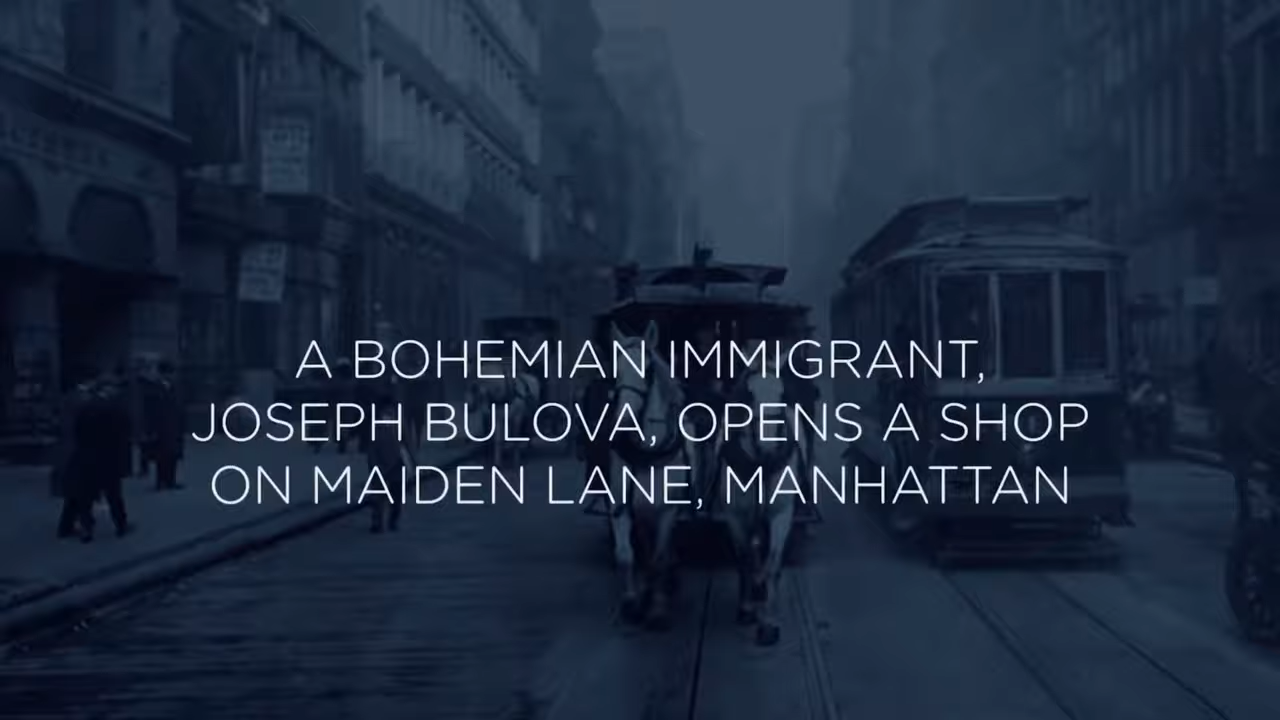 A BOHEMIAN IMMIGRANT,
JOSEPH BULOVA, OPENS A SHOP
ON MAIDEN LANE, MANHATTAN